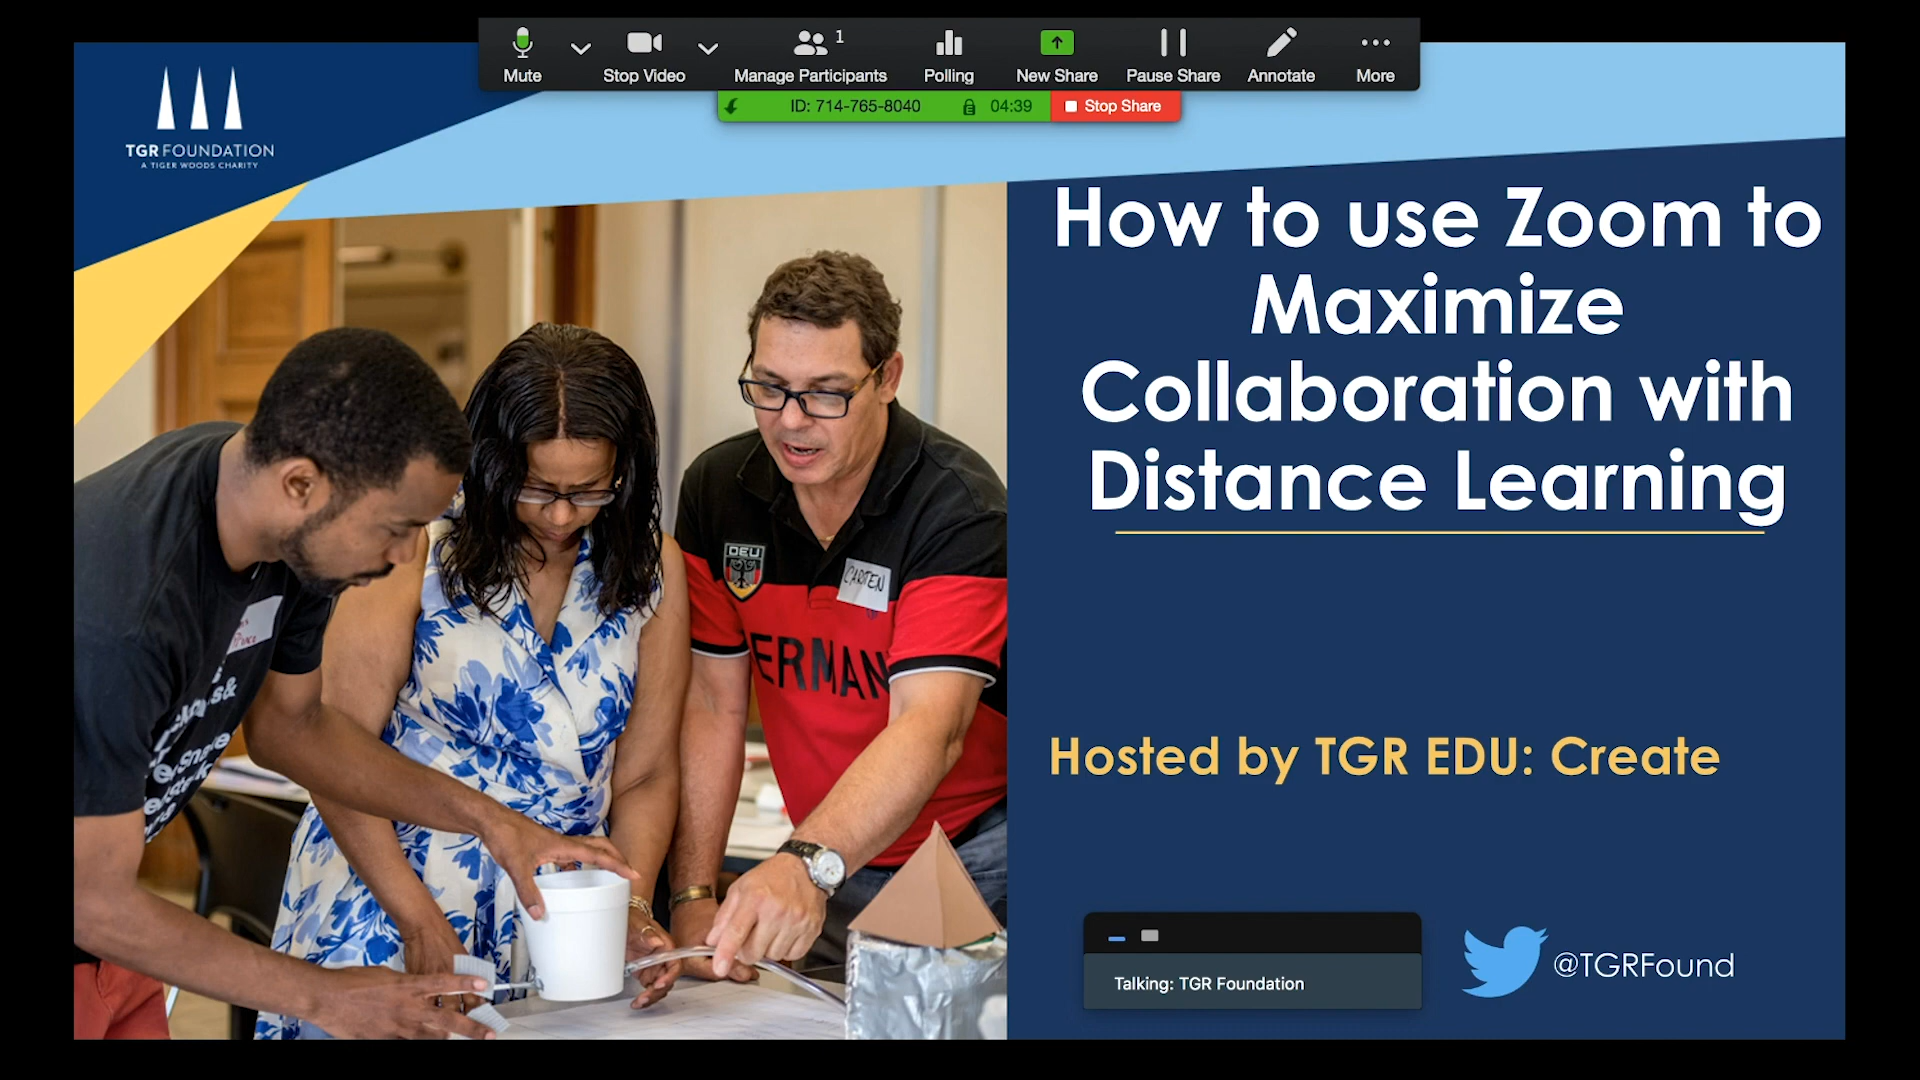 Mute
Stop Video
1
Manage Participants
Polling
New Share
Pause Share
Annotate
More
ID: 714-765-8040
04:39
Stop Share
TGR FOUNDATION
A TIGER WOODS CHARITY
How to use Zoom to
Maximize
Collaboration with
Distance Learning
DEU
CARSTEN
ERMAN
Hosted by TGR EDU: Create
Talking: TGR Foundation
@TGRFound